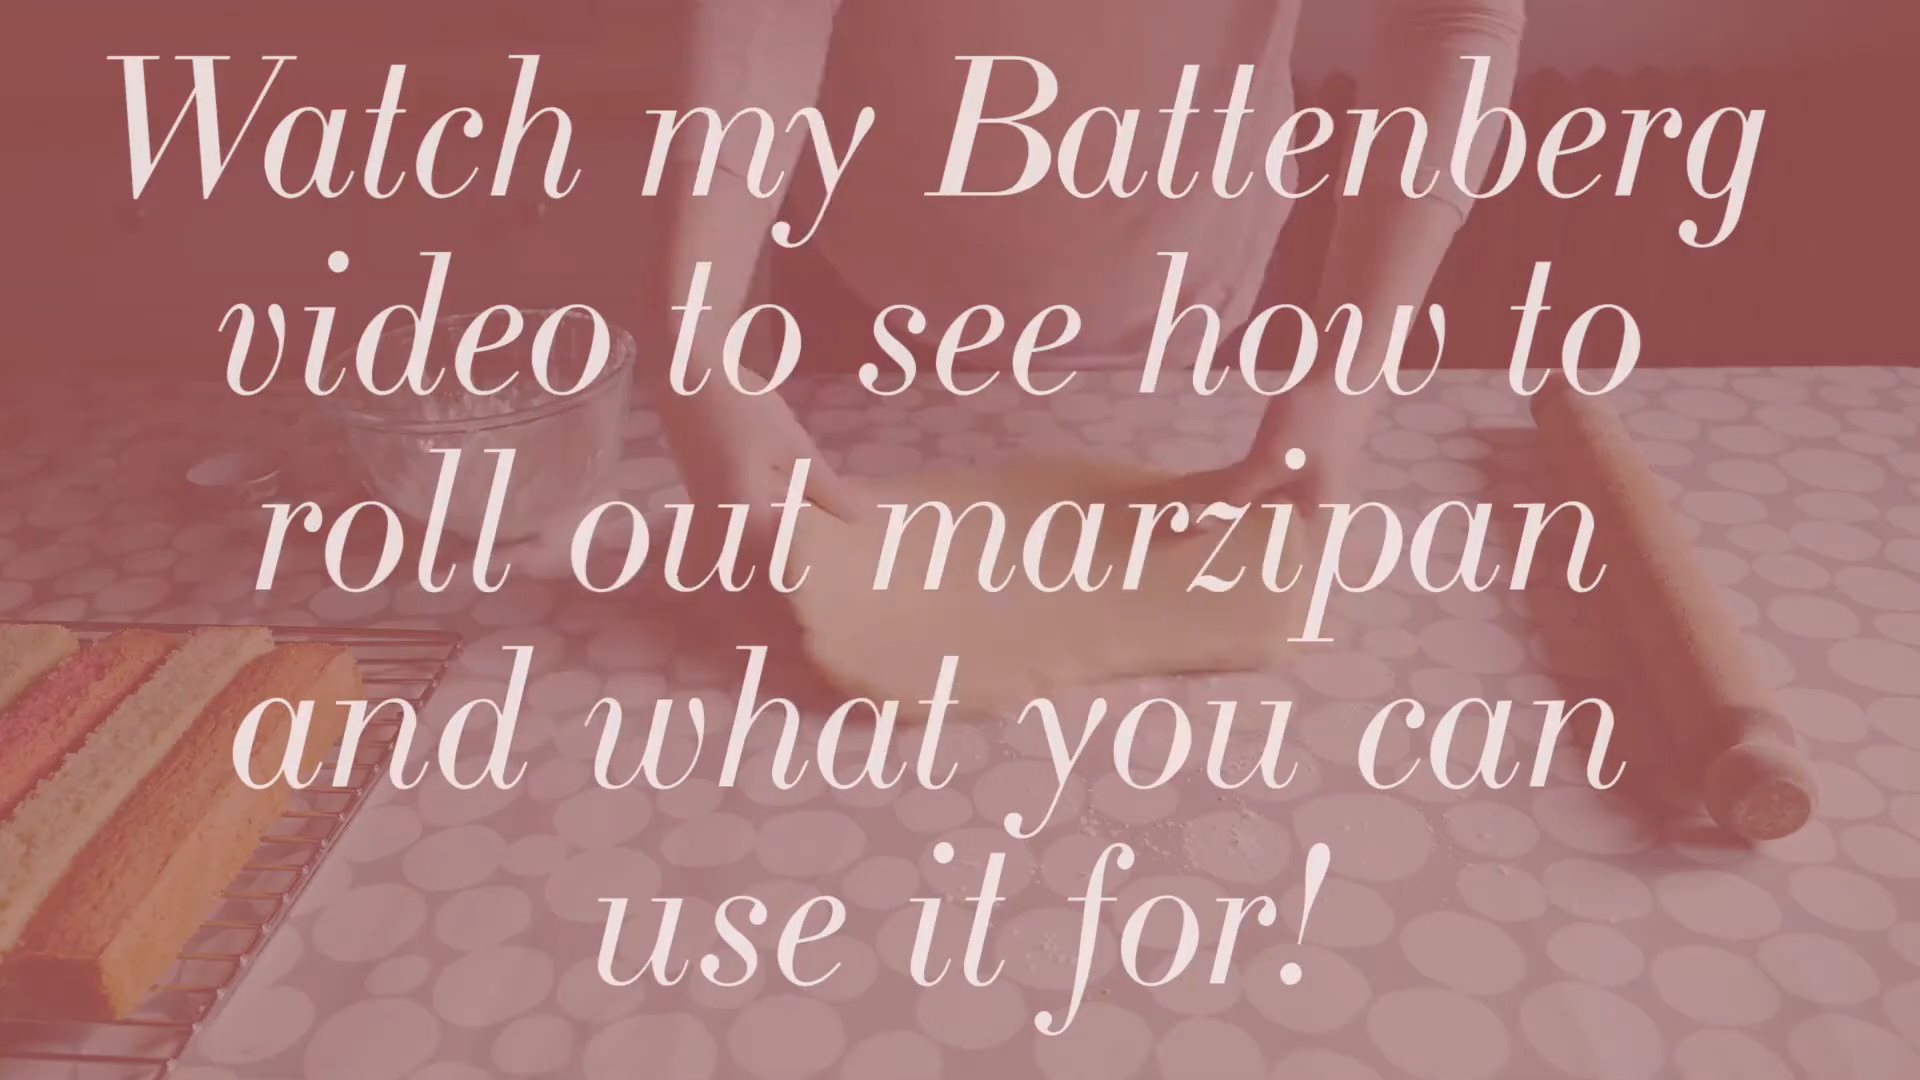 Watch my Battenberg
video to see how to
roll out marzipan
and what you can
use it for!